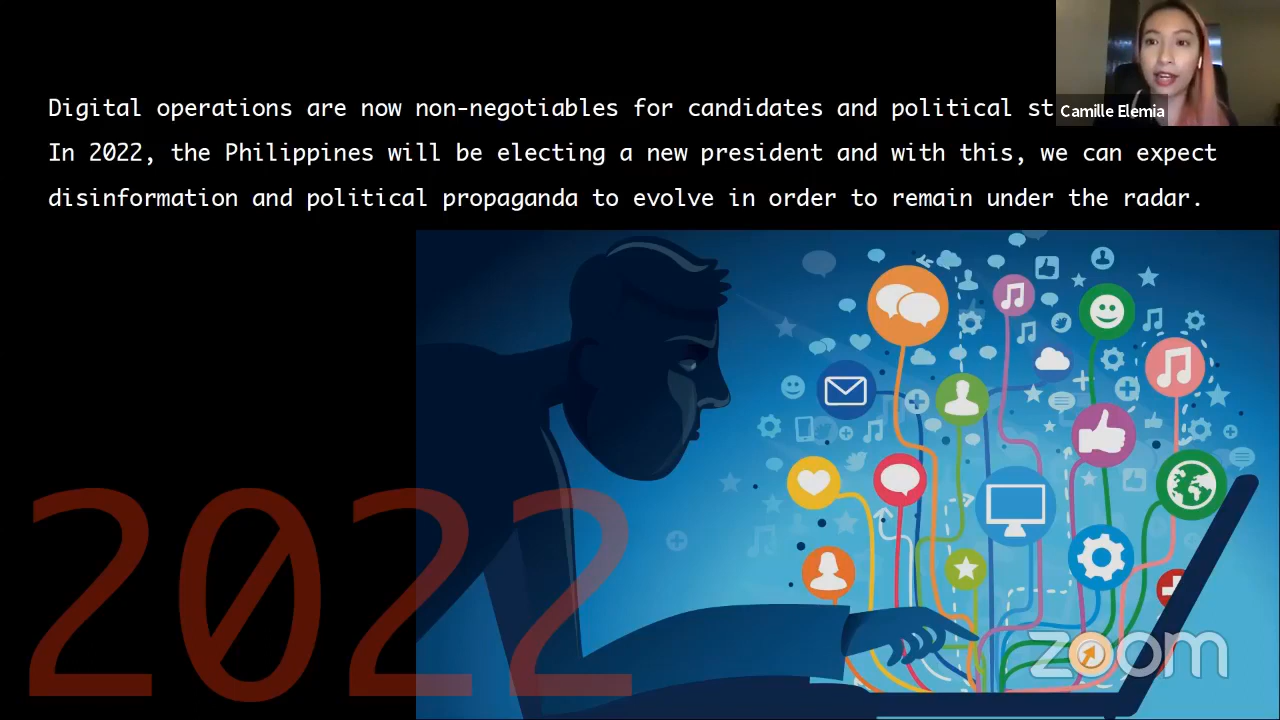 Digital operations are now non-negotiables for candidates and political
Camille Elemia
In 2022, the Philippines will be electing a new president and with this, we can expect
disinformation and political propaganda to evolve in order to remain under the radar.
2022
zoom